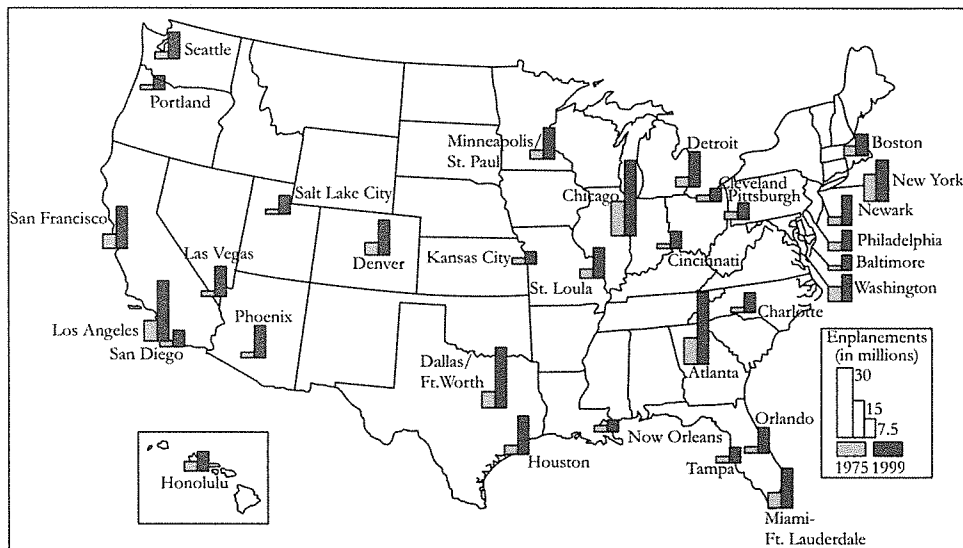 Seattle
Portland
Minneapolis/
St. Paul
Detroit
Boston
New York
Cleveland
Pittsburgh
Salt Lake City
Chicago
Newark
San Francisco
Philadelphia
Las Vegas
Denver
Kansas City
Cincinnati
Baltimore
St. Loula
Washington
Los Angeles
San Diego
Phoenix
Charlotte
Dallas/
Ft.Worth
Atlanta
Enplanements
(in millions)
30
15
7.5
1975 1999
Orlando
Now Orleans
Houston
Tampa
Honolulu
Miami-
Ft. Lauderdale